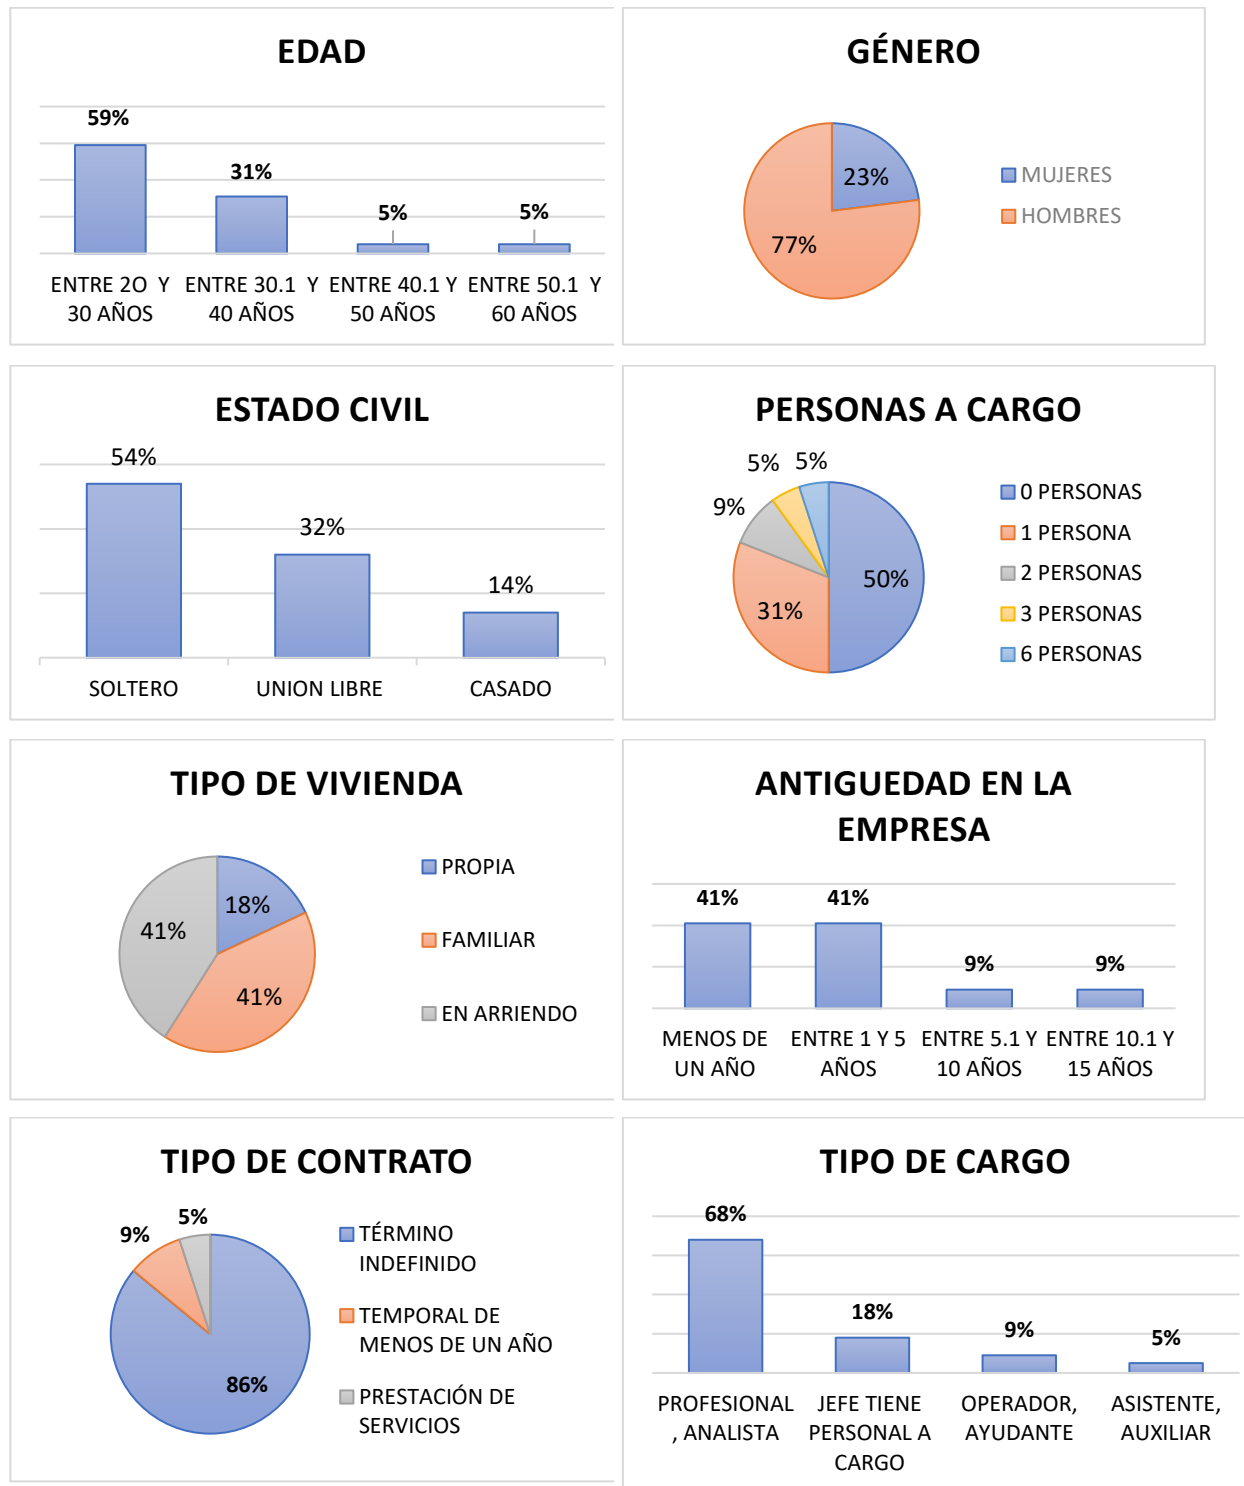 EDAD
59%
31%
5%
5%
ENTRE 2O Y
30 AÑOS
ENTRE 30.1 Y
40 AÑOS
ENTRE 40.1 Y
50 AÑOS
ENTRE 50.1 Y
60 AÑOS
GÉNERO
23%
77%
MUJERES
HOMBRES
ESTADO CIVIL
54%
32%
14%
SOLTERO
UNION LIBRE
CASADO
PERSONAS A CARGO
5%
5%
9%
31%
50%
0 PERSONAS
1 PERSONA
2 PERSONAS
3 PERSONAS
6 PERSONAS
TIPO DE VIVIENDA
18%
41%
41%
PROPIA
FAMILIAR
EN ARRIENDO
ANTIGUEDAD EN LA
EMPRESA
41%
41%
9%
9%
MENOS DE
UN AÑO
ENTRE 1 Y 5
AÑOS
ENTRE 5.1 Y
10 AÑOS
ENTRE 10.1 Y
15 AÑOS
TIPO DE CONTRATO
5%
9%
86%
TÉRMINO
INDEFINIDO
TEMPORAL DE
MENOS DE UN AÑO
PRESTACIÓN DE
SERVICIOS
TIPO DE CARGO
68%
18%
9%
5%
PROFESIONAL
, ANALISTA
JEFE TIENE
PERSONAL A
CARGO
OPERADOR,
AYUDANTE
ASISTENTE,
AUXILIAR